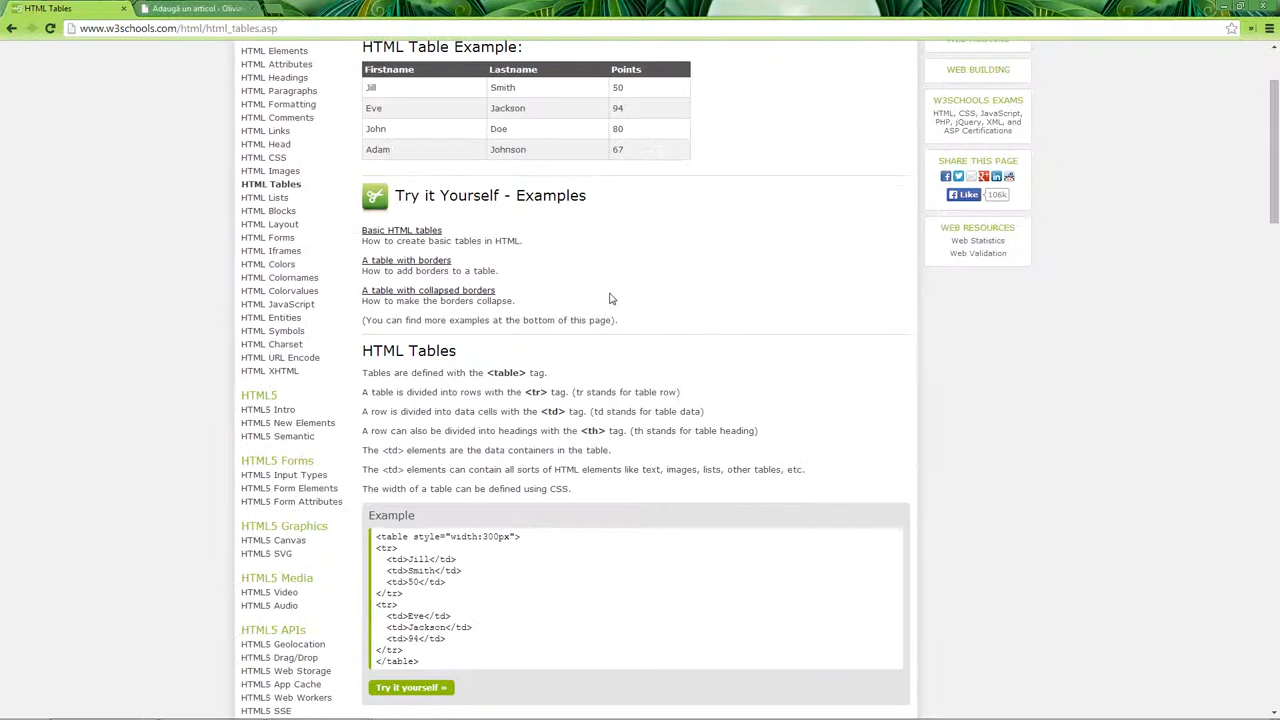 HTML Tables
Adaugă un articol ‹ Olivia
www.w3schools.com/html/html_tables.asp
HTML Elements
HTML Attributes
HTML Headings
HTML Paragraphs
HTML Formatting
HTML Comments
HTML Links
HTML Head
HTML CSS
HTML Images
HTML Tables
HTML Lists
HTML Blocks
HTML Layout
HTML Forms
HTML Iframes
HTML Colors
HTML Colornames
HTML Colorvalues
HTML JavaScript
HTML Entities
HTML Symbols
HTML Charset
HTML URL Encode
HTML XHTML
HTML5
HTML5 Intro
HTML5 New Elements
HTML5 Semantic
HTML5 Forms
HTML5 Input Types
HTML5 Form Elements
HTML5 Form Attributes
HTML5 Graphics
HTML5 Canvas
HTML5 SVG
HTML5 Media
HTML5 Video
HTML5 Audio
HTML5 APIs
HTML5 Geolocation
HTML5 Drag/Drop
HTML5 Web Storage
HTML5 App Cache
HTML5 Web Workers
HTML5 SSE
HTML Table Example:
Firstname Lastname Points
Jill Smith 50
Eve Jackson 94
John Doe 80
Adam Johnson 67
Try it Yourself - Examples
Basic HTML tables
How to create basic tables in HTML.
A table with borders
How to add borders to a table.
A table with collapsed borders
How to make the borders collapse.
(You can find more examples at the bottom of this page).
HTML Tables
Tables are defined with the <table> tag.
A table is divided into rows with the <tr> tag. (tr stands for table row)
A row is divided into data cells with the <td> tag. (td stands for table data)
A row can also be divided into headings with the <th> tag. (th stands for table heading)
The <td> elements are the data containers in the table.
The <td> elements can contain all sorts of HTML elements like text, images, lists, other tables, etc.
The width of a table can be defined using CSS.
Example
<table style="width:300px">
<tr>
<td>Jill</td>
<td>Smith</td>
<td>50</td>
</tr>
<tr>
<td>Eve</td>
<td>Jackson</td>
<td>94</td>
</tr>
</table>
Try it yourself »
WEB BUILDING
W3SCHOOLS EXAMS
HTML, CSS, JavaScript,
PHP, jQuery, XML, and
ASP Certifications
SHARE THIS PAGE
Like 106k
WEB RESOURCES
Web Statistics
Web Validation